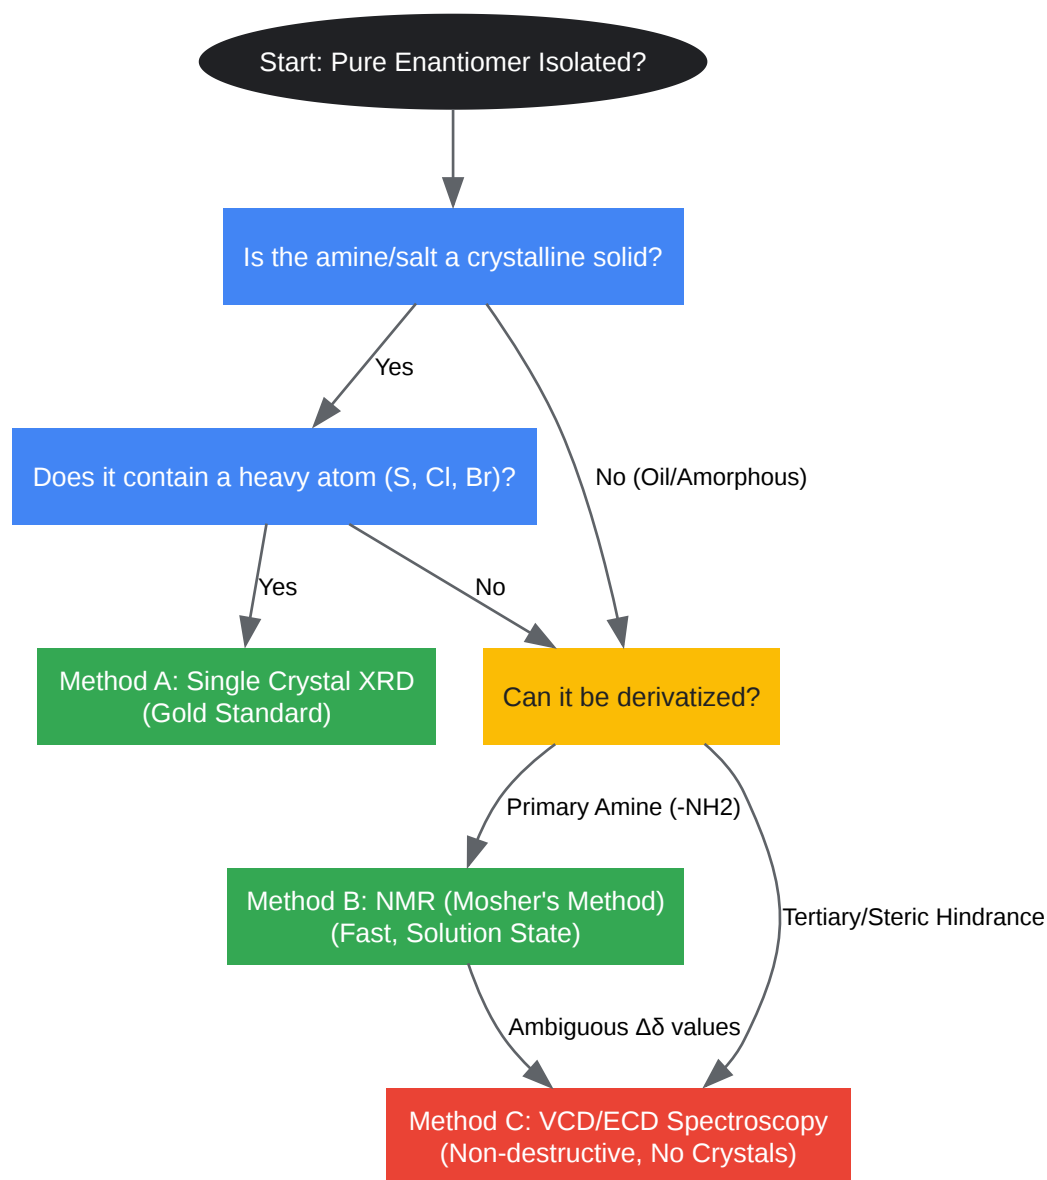 Start: Pure Enantiomer Isolated?
Is the amine/salt a crystalline solid?
Yes
Does it contain a heavy atom (S, Cl, Br)?
No (Oil/Amorphous)
Yes
No
Method A: Single Crystal XRD
(Gold Standard)
Can it be derivatized?
Primary Amine (-NH2)
Method B: NMR (Mosher's Method)
(Fast, Solution State)
Tertiary/Steric Hindrance
Ambiguous Δδ values
Method C: VCD/ECD Spectroscopy
(Non-destructive, No Crystals)